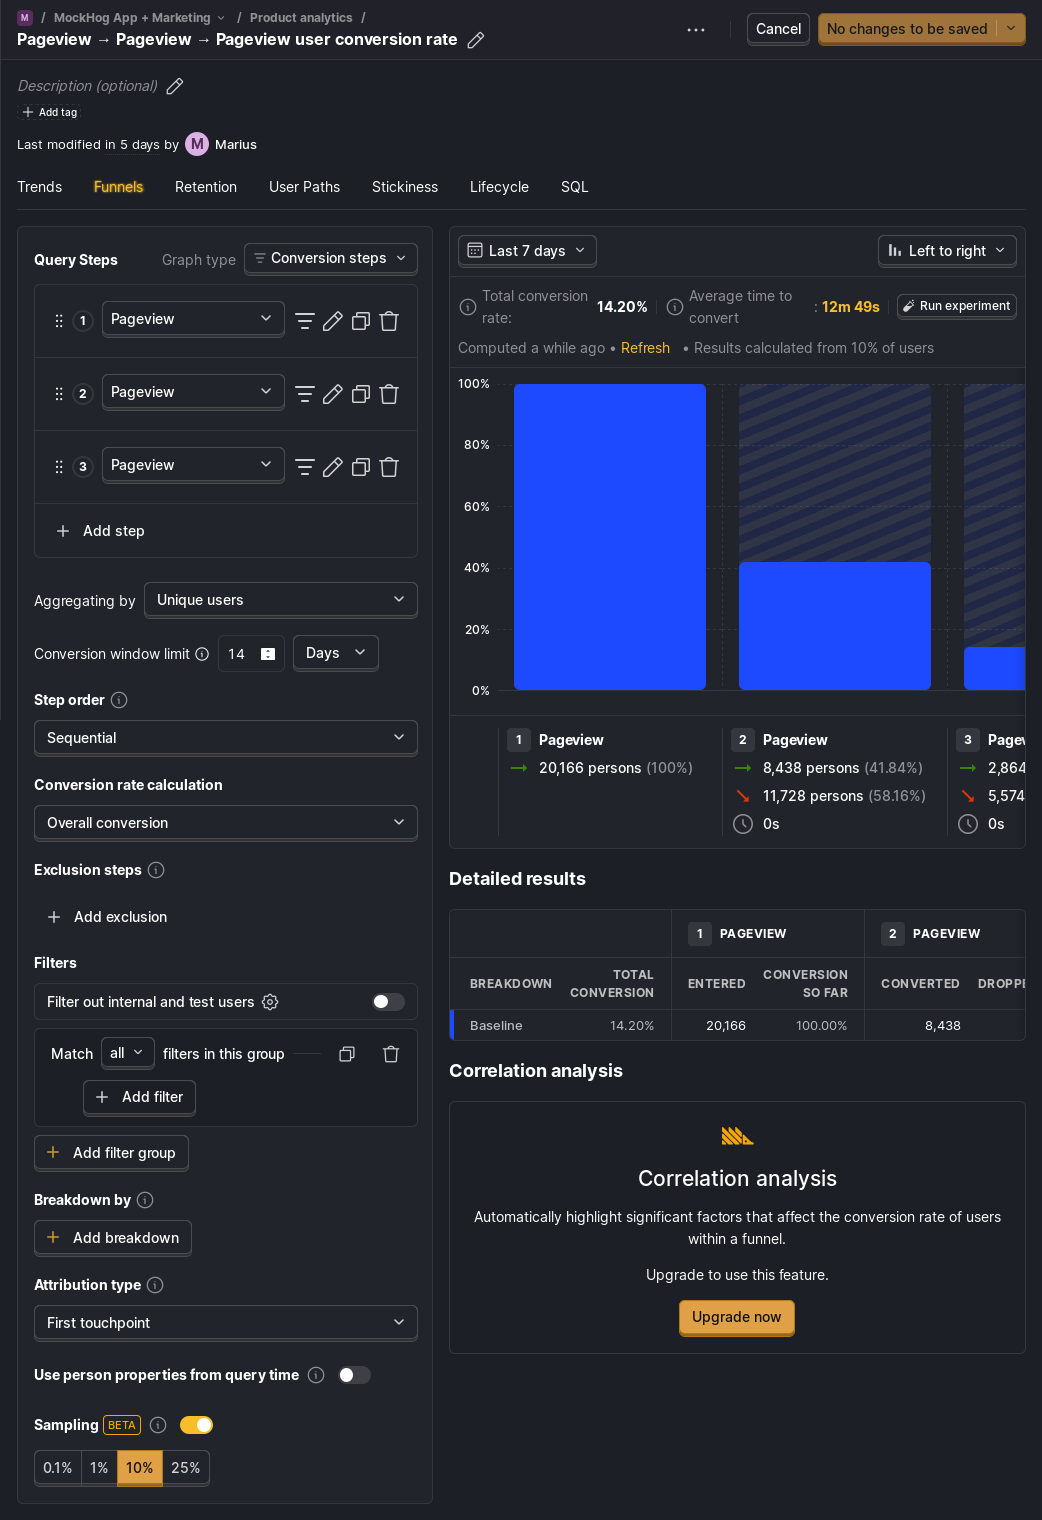 M / MockHog App + Marketing / Product analytics /
Pageview → Pageview → Pageview user conversion rate
Cancel
No changes to be saved
Description (optional)
Add tag
Last modified in 5 days by M Marius
Trends Funnels Retention User Paths Stickiness Lifecycle SQL
Query Steps Graph type Conversion steps
1 Pageview
2 Pageview
3 Pageview
Add step
Aggregating by Unique users
Conversion window limit 14 Days
Step order
Sequential
Conversion rate calculation
Overall conversion
Exclusion steps
Add exclusion
Filters
Filter out internal and test users
Match all filters in this group
Add filter
Add filter group
Breakdown by
Add breakdown
Attribution type
First touchpoint
Use person properties from query time
Sampling BETA
0.1% 1% 10% 25%
Last 7 days Left to right
Total conversion rate: 14.20%
Average time to convert : 12m 49s
Run experiment
Computed a while ago • Refresh • Results calculated from 10% of users
100%
80%
60%
40%
20%
0%
1 Pageview
20,166 persons (100%)
2 Pageview
8,438 persons (41.84%)
11,728 persons (58.16%)
0s
3 Pagev
2,864
5,574
0s
Detailed results
1 PAGEVIEW 2 PAGEVIEW
BREAKDOWN TOTAL CONVERSION ENTERED CONVERSION SO FAR CONVERTED DROPPE
Baseline 14.20% 20,166 100.00% 8,438
Correlation analysis
Correlation analysis
Automatically highlight significant factors that affect the conversion rate of users
within a funnel.
Upgrade to use this feature.
Upgrade now